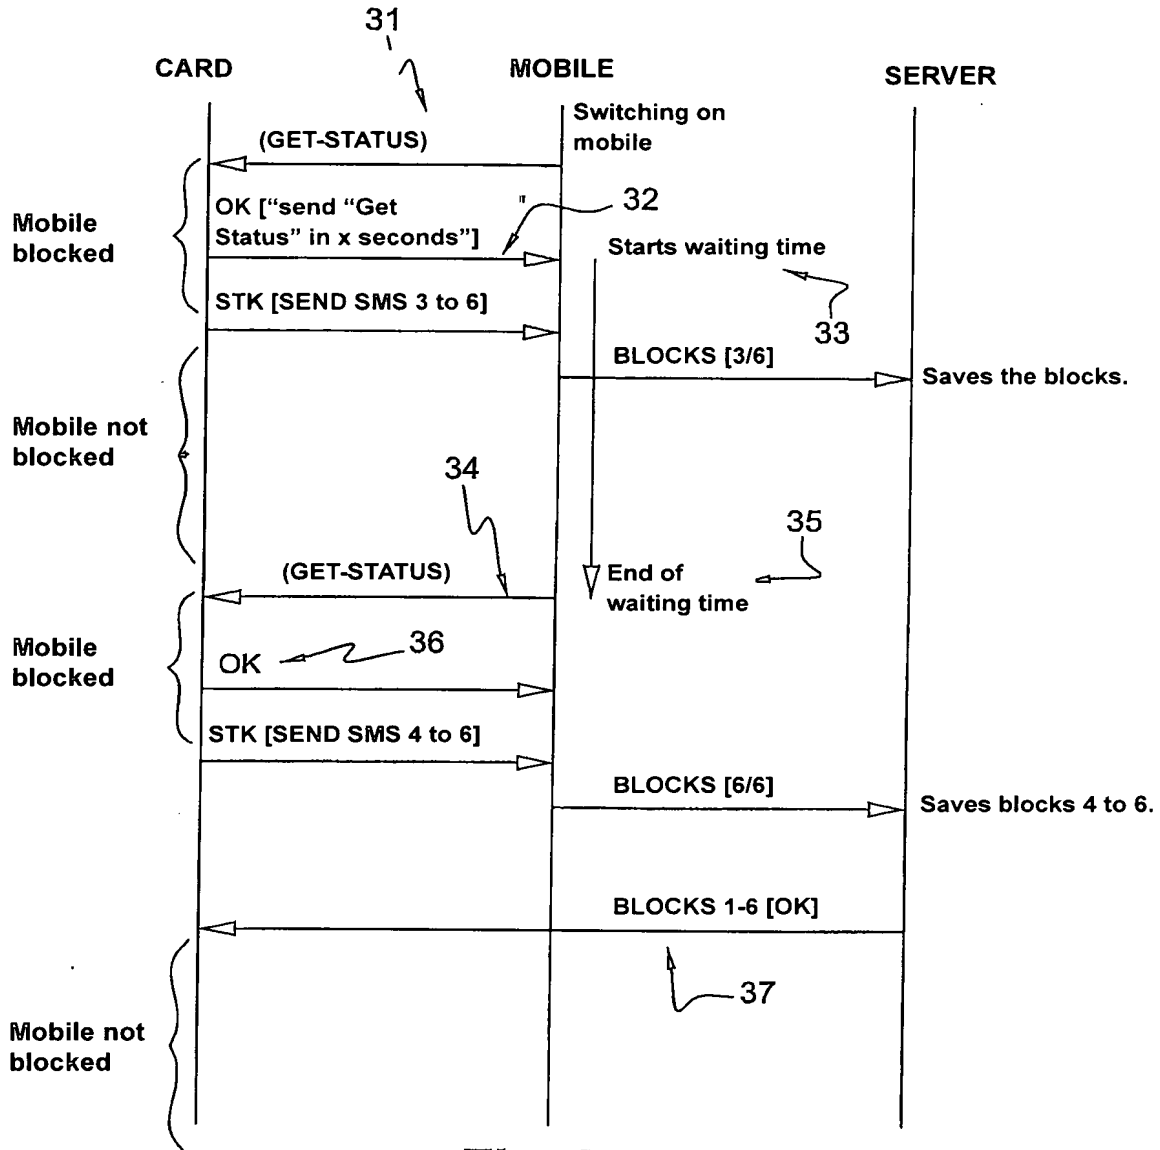 31
CARD
MOBILE
SERVER
Switching on
mobile
(GET-STATUS)
Mobile
blocked
OK ["send "Get "
Status" in x seconds"]
32
Starts waiting time
STK [SEND SMS 3 to 6]
33
BLOCKS [3/6]
Saves the blocks.
Mobile not
blocked
34
35
(GET-STATUS)
End of
waiting time
Mobile
blocked
OK
36
STK [SEND SMS 4 to 6]
BLOCKS [6/6]
Saves blocks 4 to 6.
BLOCKS 1-6 [OK]
37
Mobile not
blocked